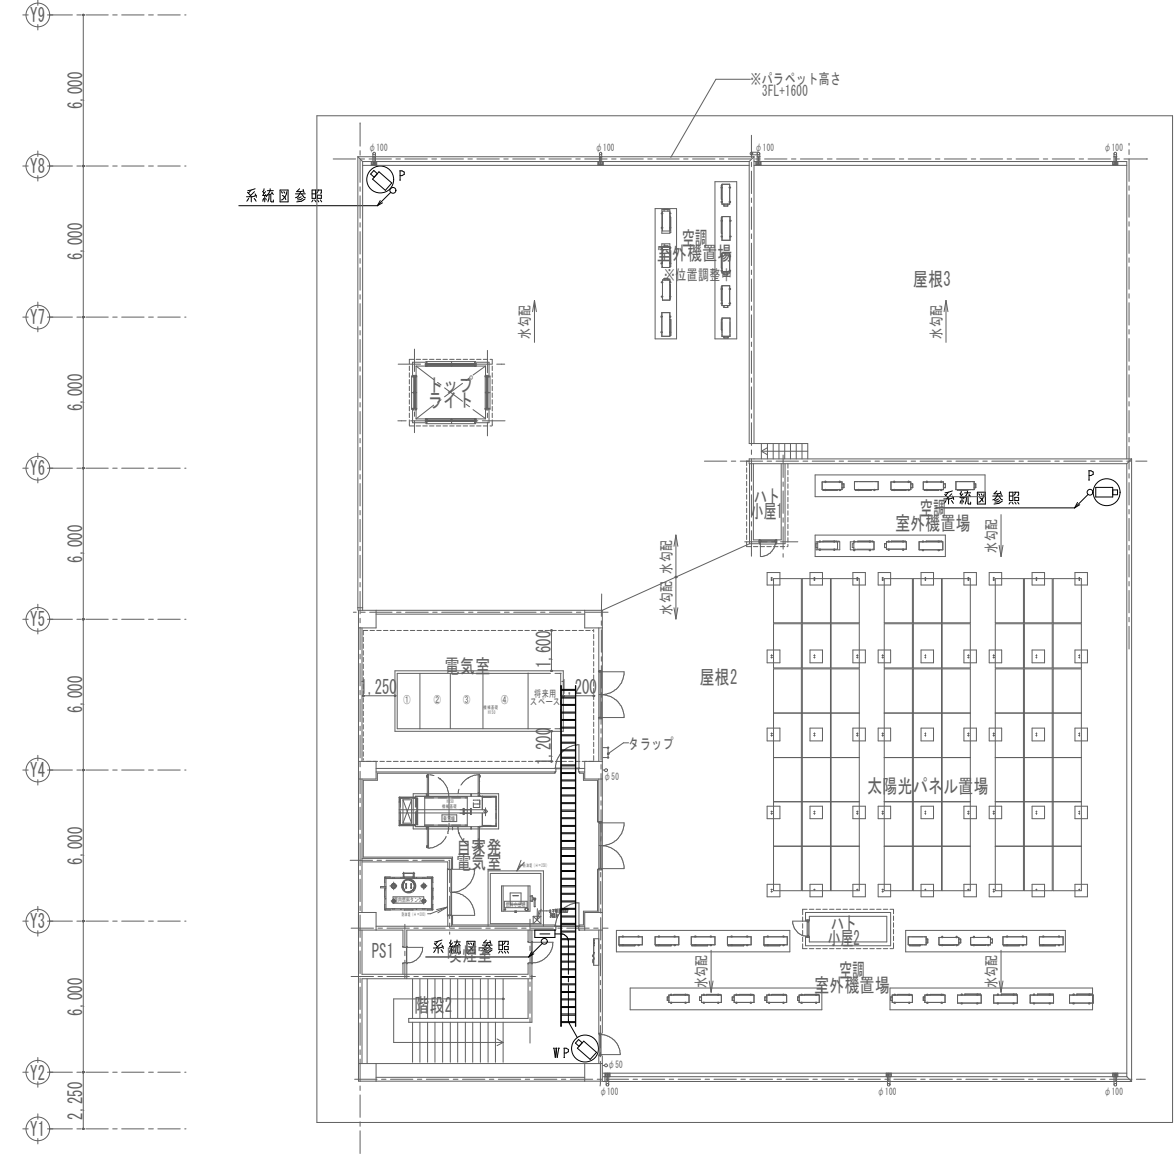 Y9
6,000
※パラペット高さ
3FL+1600
φ100
φ100
φ100
φ100
Y8
P
系統図参照
6,000
空調
室外機置場
※位置調整中
屋根3
水勾配
水勾配
Y7
6,000
トップ
ライト
Y6
P
系統図参照
ハト
小屋1
空調
室外機置場
水勾配
6,000
水勾配
水勾配
Y5
1,600
電気室
1,250
1,200
①
②
③
④
将来用
スペース
屋根2
6,000
1,200
タラップ
Y4
φ50
太陽光パネル置場
6,000
自家発
電気室
Y3
ハト
小屋2
PS1
系統図参照
喫煙室
空調
室外機置場
水勾配
水勾配
6,000
階段2
WP
Y2
φ50
φ100
φ100
φ100
2,250
Y1